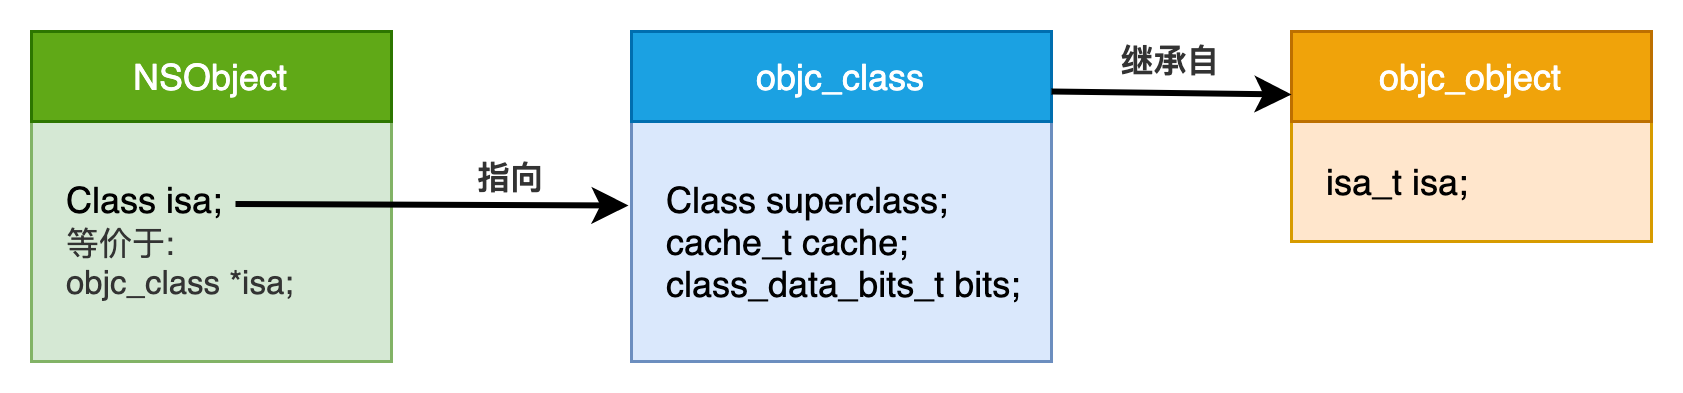 NSObject
Class isa;
等价于:
objc_class *isa;
指向
objc_class
Class superclass;
cache_t cache;
class_data_bits_t bits;
继承自
objc_object
isa_t isa;